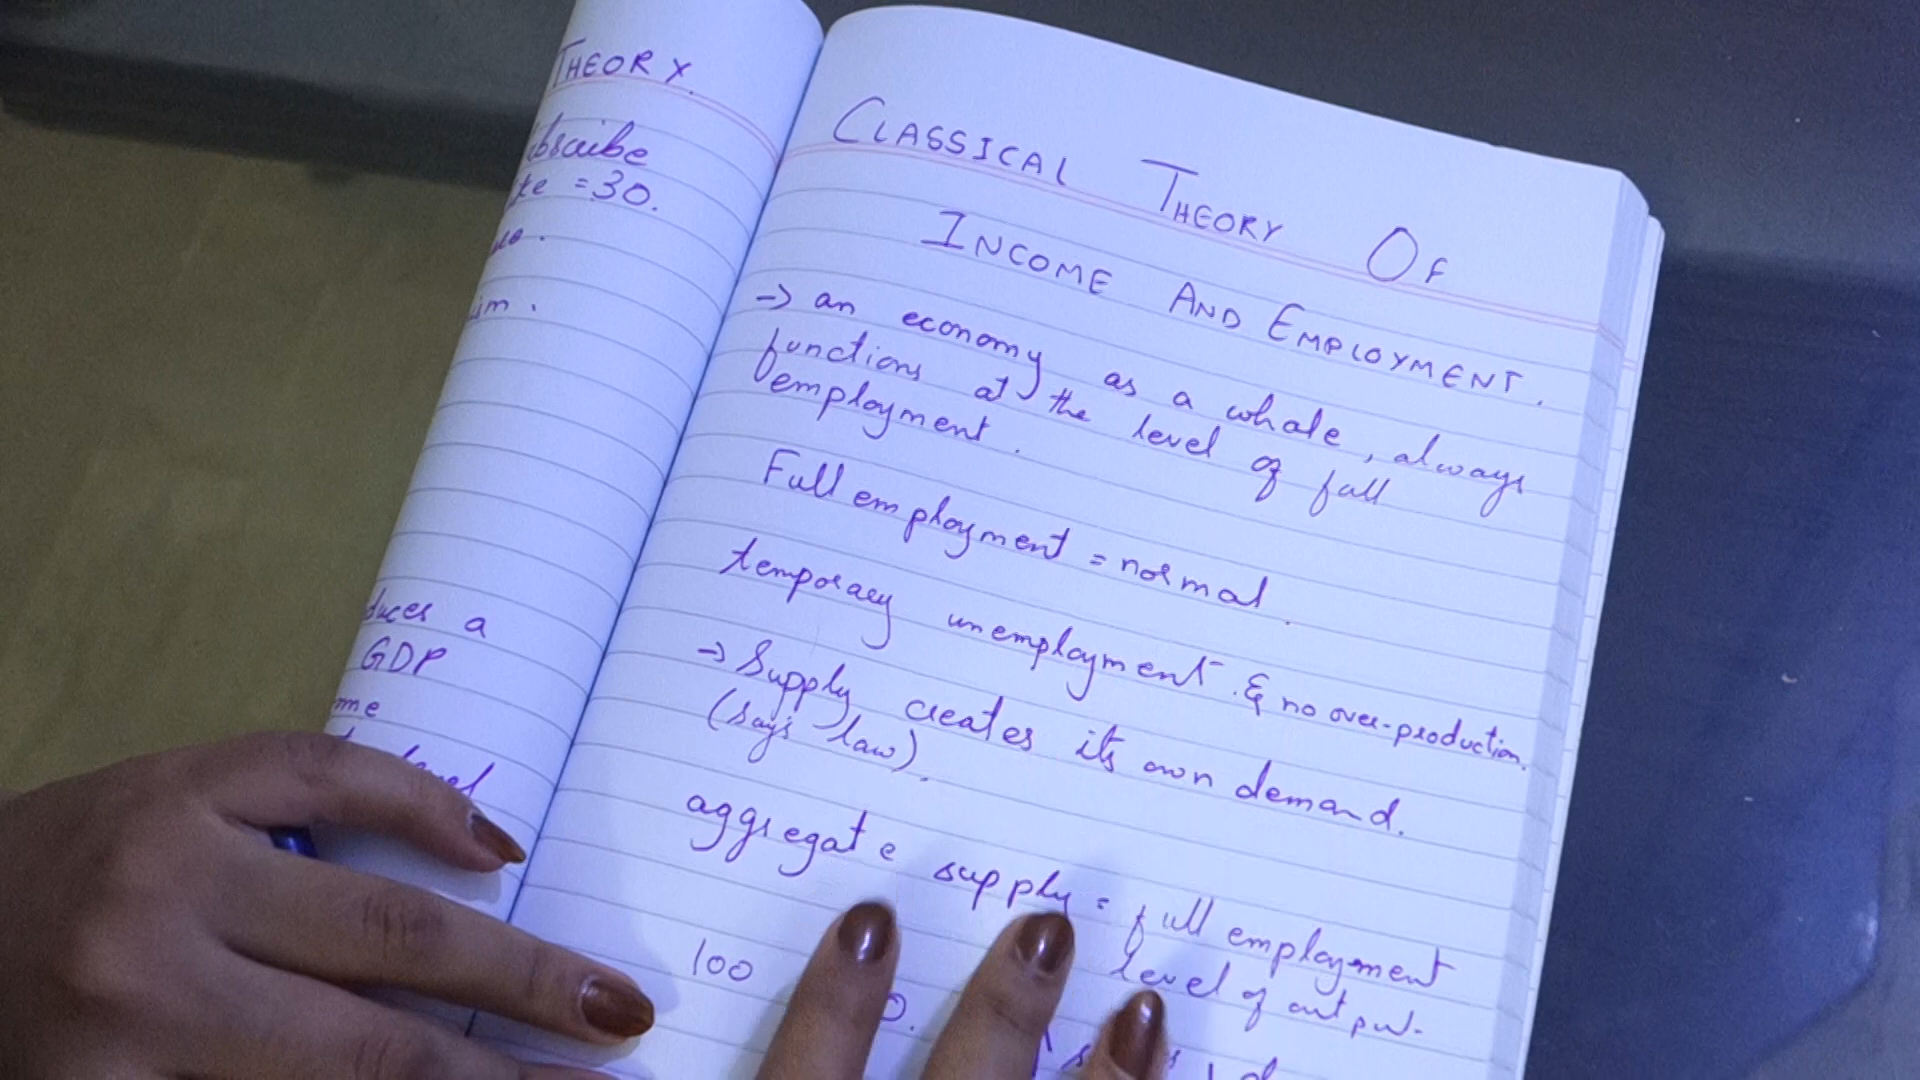 THEORY.
= 30.
duces a
GDP
level
CLASSICAL THEORY OF
INCOME AND EMPLOYMENT.
→ an economy as a whole, always
functions at the level of full
employment.
Full employment = normal.
temporary unemployment. & no over-production.
→ Supply creates its own demand.
(say's law).
aggregate supply = full employment
level of output.
100